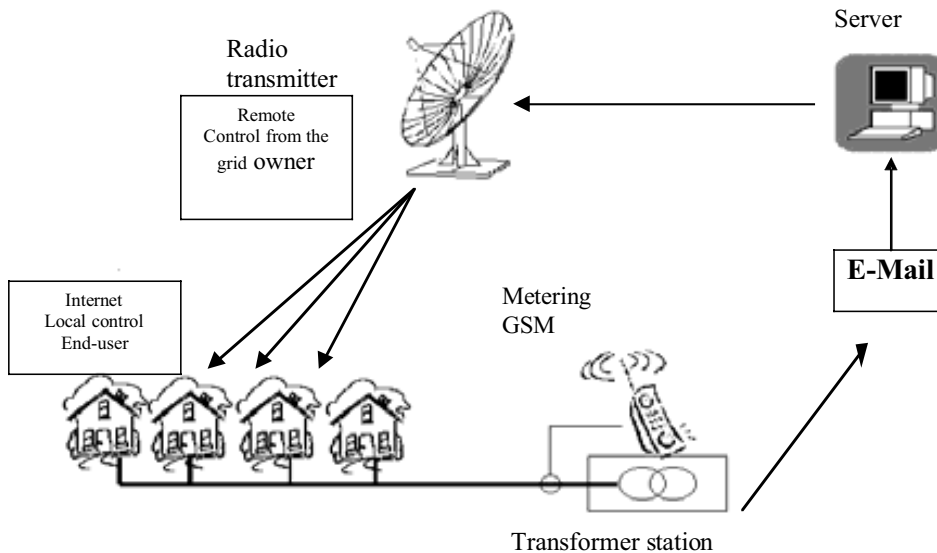 Server
Radio
transmitter
Remote
Control from the
grid owner
E-Mail
Internet
Local control
End-user
Metering
GSM
Transformer station